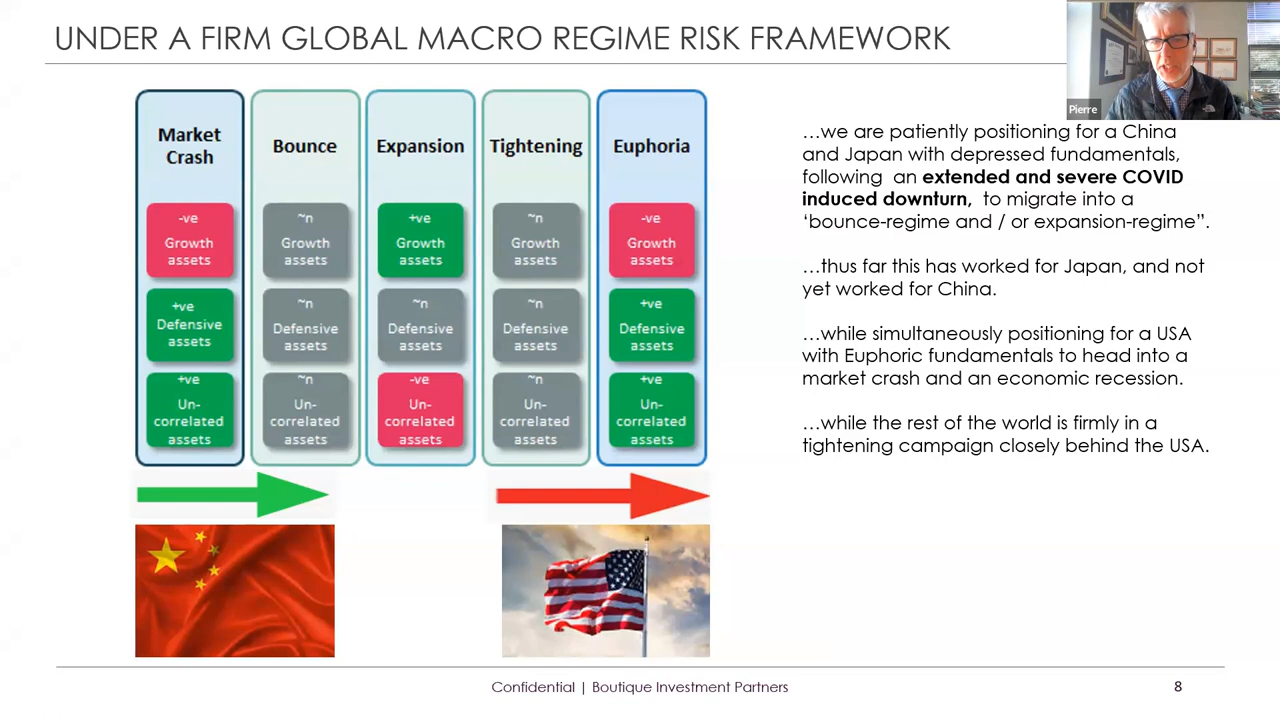 UNDER A FIRM GLOBAL MACRO REGIME RISK FRAMEWORK
Pierre
Market
Crash
-ve
Growth
assets
+ve
Defensive
assets
+ve
Un-
correlated
assets
Bounce
~n
Growth
assets
~n
Defensive
assets
~n
Un-
correlated
assets
Expansion
+ve
Growth
assets
~n
Defensive
assets
-ve
Un-
correlated
assets
Tightening
~n
Growth
assets
~n
Defensive
assets
~n
Un-
correlated
assets
Euphoria
-ve
Growth
assets
+ve
Defensive
assets
+ve
Un-
correlated
assets
…we are patiently positioning for a China
and Japan with depressed fundamentals,
following an extended and severe COVID
induced downturn, to migrate into a
‘bounce-regime and / or expansion-regime”.
…thus far this has worked for Japan, and not
yet worked for China.
…while simultaneously positioning for a USA
with Euphoric fundamentals to head into a
market crash and an economic recession.
…while the rest of the world is firmly in a
tightening campaign closely behind the USA.
Confidential | Boutique Investment Partners
8